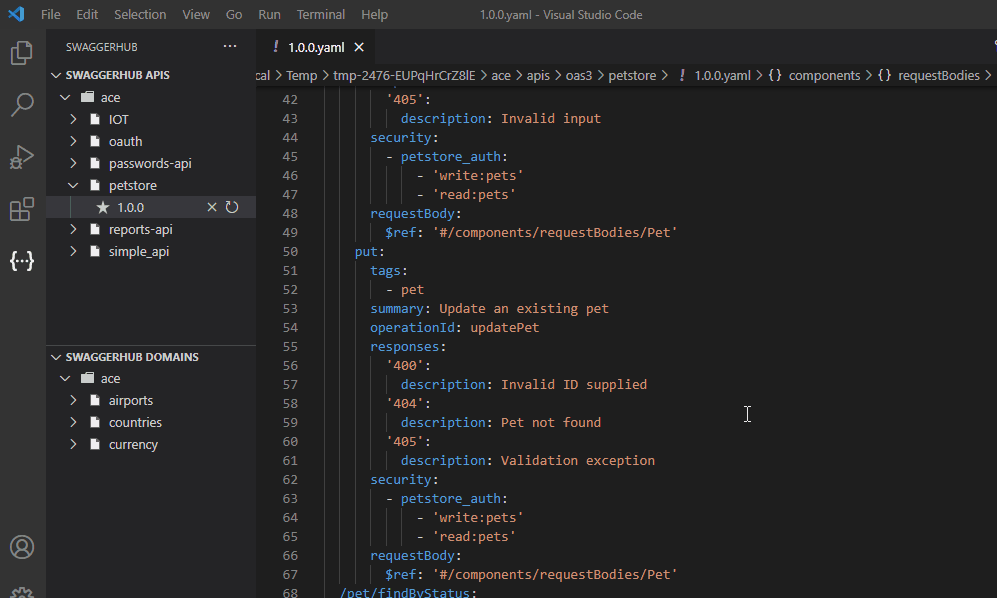 File Edit Selection View Go Run Terminal Help 1.0.0.yaml - Visual Studio Code
SWAGGERHUB ···
SWAGGERHUB APIS
ace
IOT
oauth
passwords-api
petstore
1.0.0
reports-api
simple_api
SWAGGERHUB DOMAINS
ace
airports
countries
currency
! 1.0.0.yaml
cal > Temp > tmp-2476-EUPqHrCrZ8lE > ace > apis > oas3 > petstore > ! 1.0.0.yaml > {} components > {} requestBodies >
42 '405':
43 description: Invalid input
44 security:
45 - petstore_auth:
46 - 'write:pets'
47 - 'read:pets'
48 requestBody:
49 $ref: '#/components/requestBodies/Pet'
50 put:
51 tags:
52 - pet
53 summary: Update an existing pet
54 operationId: updatePet
55 responses:
56 '400':
57 description: Invalid ID supplied
58 '404':
59 description: Pet not found
60 '405':
61 description: Validation exception
62 security:
63 - petstore_auth:
64 - 'write:pets'
65 - 'read:pets'
66 requestBody:
67 $ref: '#/components/requestBodies/Pet'
68 /pet/findByStatus: